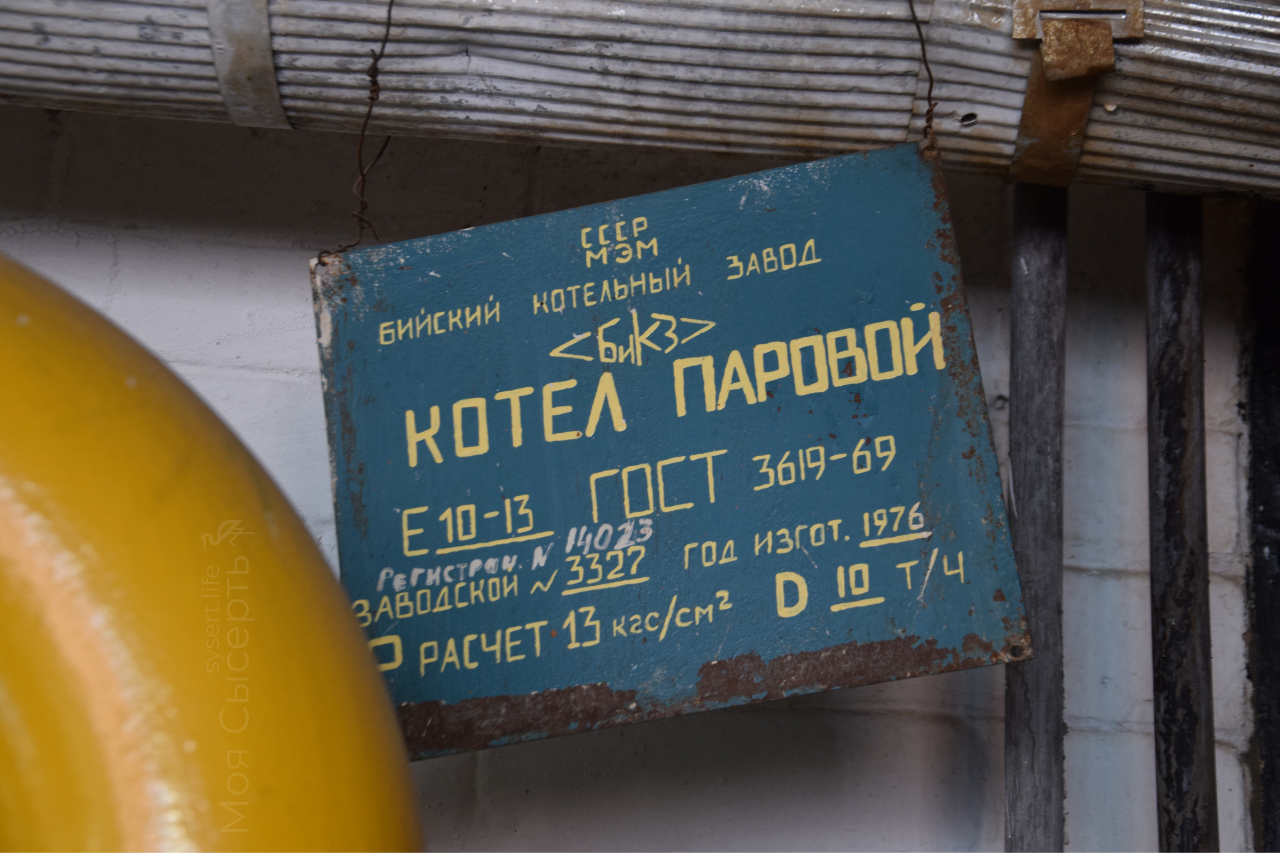 СССР
МЭМ
БИЙСКИЙ КОТЕЛЬНЫЙ ЗАВОД
<БиКЗ>
КОТЕЛ ПАРОВОЙ
Е 10-13 ГОСТ 3619-69
Регистрац. N 14023
ЗАВОДСКОЙ N 3327 ГОД ИЗГОТ. 1976
Р РАСЧЕТ 13 кгс/см² D 10 Т/Ч
Моя Сысерть
sysert.life